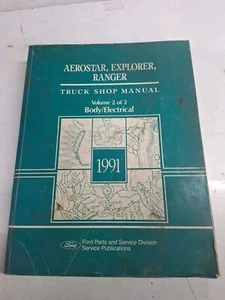 AEROSTAR, EXPLORER,
RANGER
TRUCK SHOP MANUAL
Volume 2 of 2
Body/Electrical
1991
Ford
Ford Parts and Service Division
Service Publications